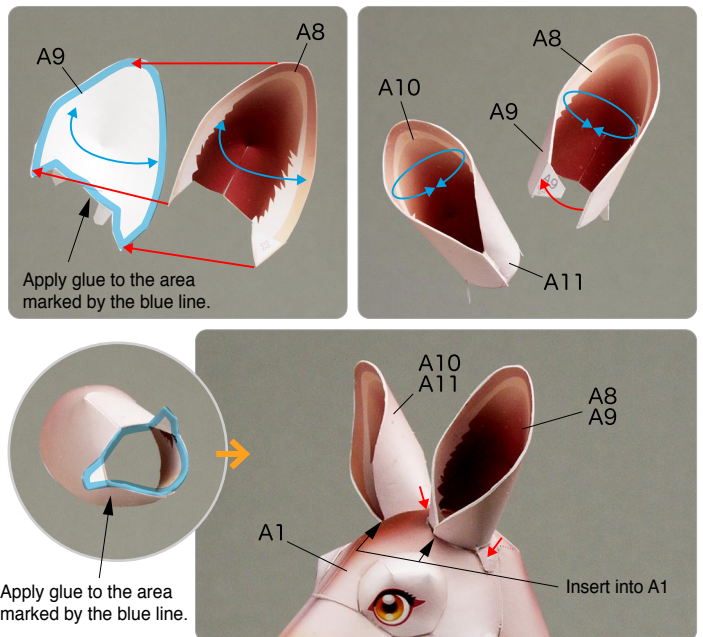 A9
A8
Apply glue to the area
marked by the blue line.
A8
A10
A9
A9
A11
Apply glue to the area
marked by the blue line.
A10
A11
A8
A9
A1
Insert into A1